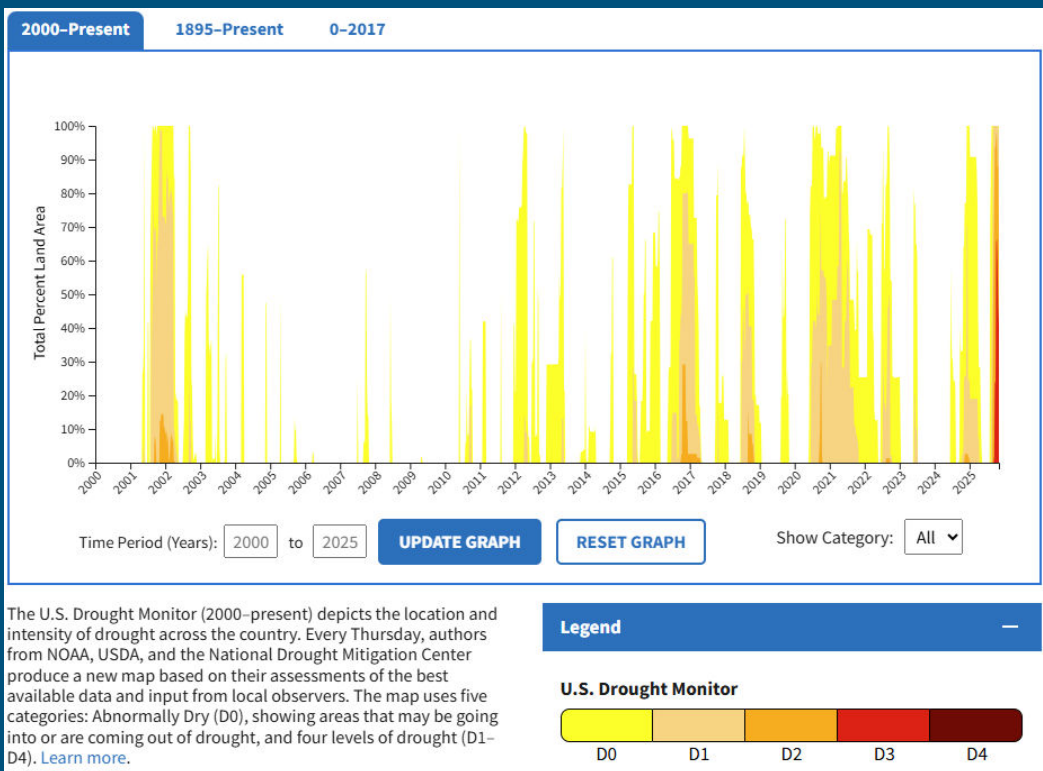 2000–Present 1895–Present 0–2017
Total Percent Land Area
100%
90%
80%
70%
60%
50%
40%
30%
20%
10%
0%
2000 2001 2002 2003 2004 2005 2006 2007 2008 2009 2010 2011 2012 2013 2014 2015 2016 2017 2018 2019 2020 2021 2022 2023 2024 2025
Time Period (Years): 2000 to 2025 UPDATE GRAPH RESET GRAPH Show Category: All
The U.S. Drought Monitor (2000–present) depicts the location and
intensity of drought across the country. Every Thursday, authors
from NOAA, USDA, and the National Drought Mitigation Center
produce a new map based on their assessments of the best
available data and input from local observers. The map uses five
categories: Abnormally Dry (D0), showing areas that may be going
into or are coming out of drought, and four levels of drought (D1–
D4). Learn more.
Legend
U.S. Drought Monitor
D0 D1 D2 D3 D4